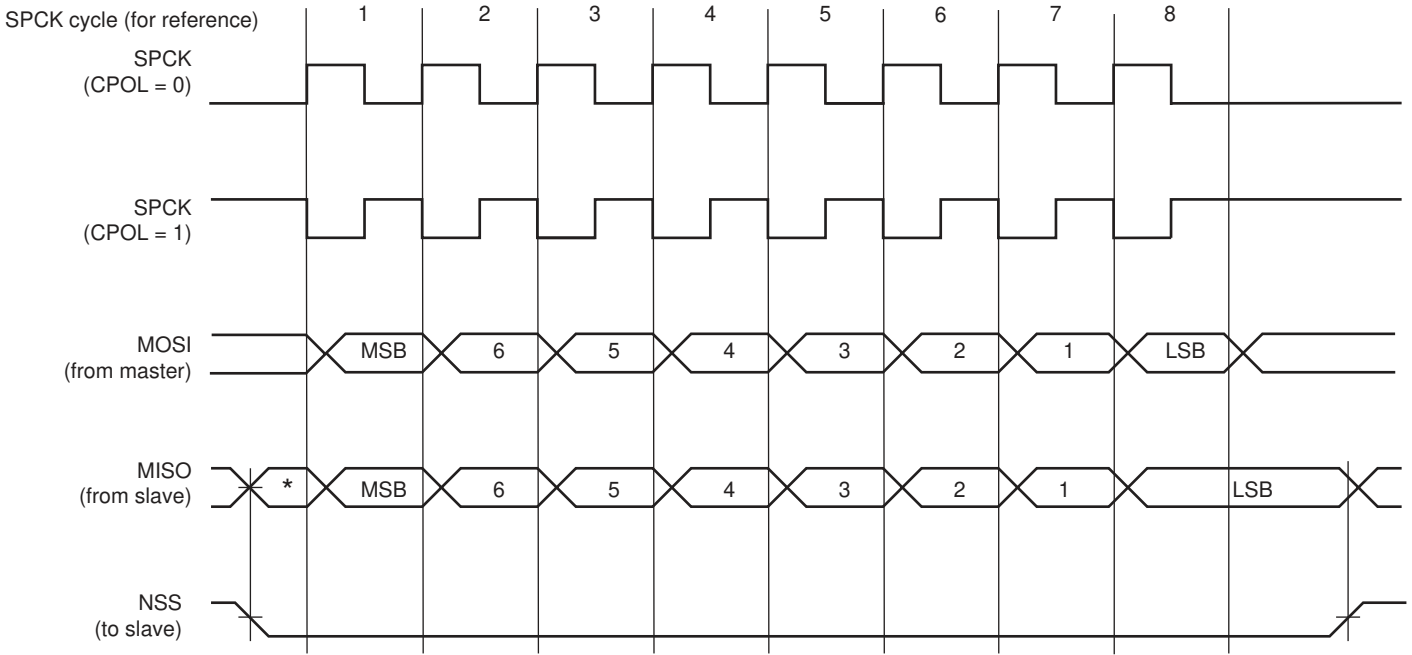 SPCK cycle (for reference) 1 2 3 4 5 6 7 8
SPCK
(CPOL = 0)
SPCK
(CPOL = 1)
MOSI
(from master)
MSB 6 5 4 3 2 1 LSB
MISO
(from slave)
* MSB 6 5 4 3 2 1 LSB
NSS
(to slave)